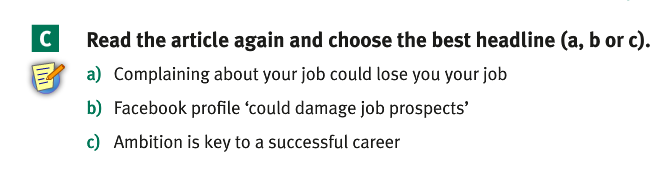 C Read the article again and choose the best headline (a, b or c).
a) Complaining about your job could lose you your job
b) Facebook profile ‘could damage job prospects’
c) Ambition is key to a successful career